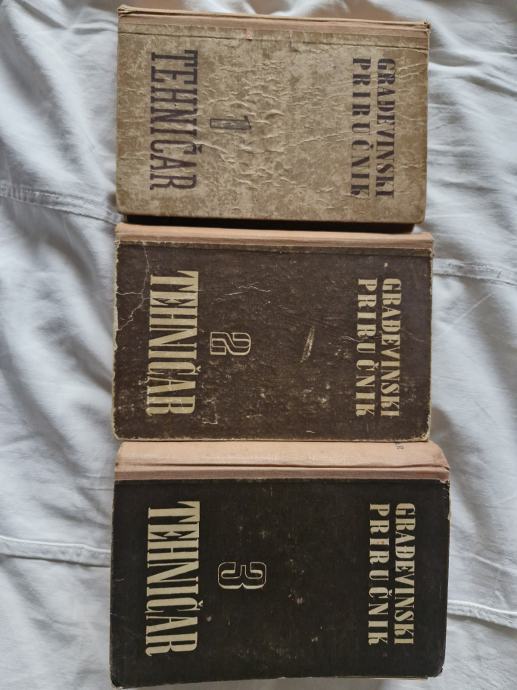 GRAĐEVINSKI
PRIRUČNIK
1
TEHNIČAR
GRAĐEVINSKI
PRIRUČNIK
2
TEHNIČAR
GRAĐEVINSKI
PRIRUČNIK
3
TEHNIČAR